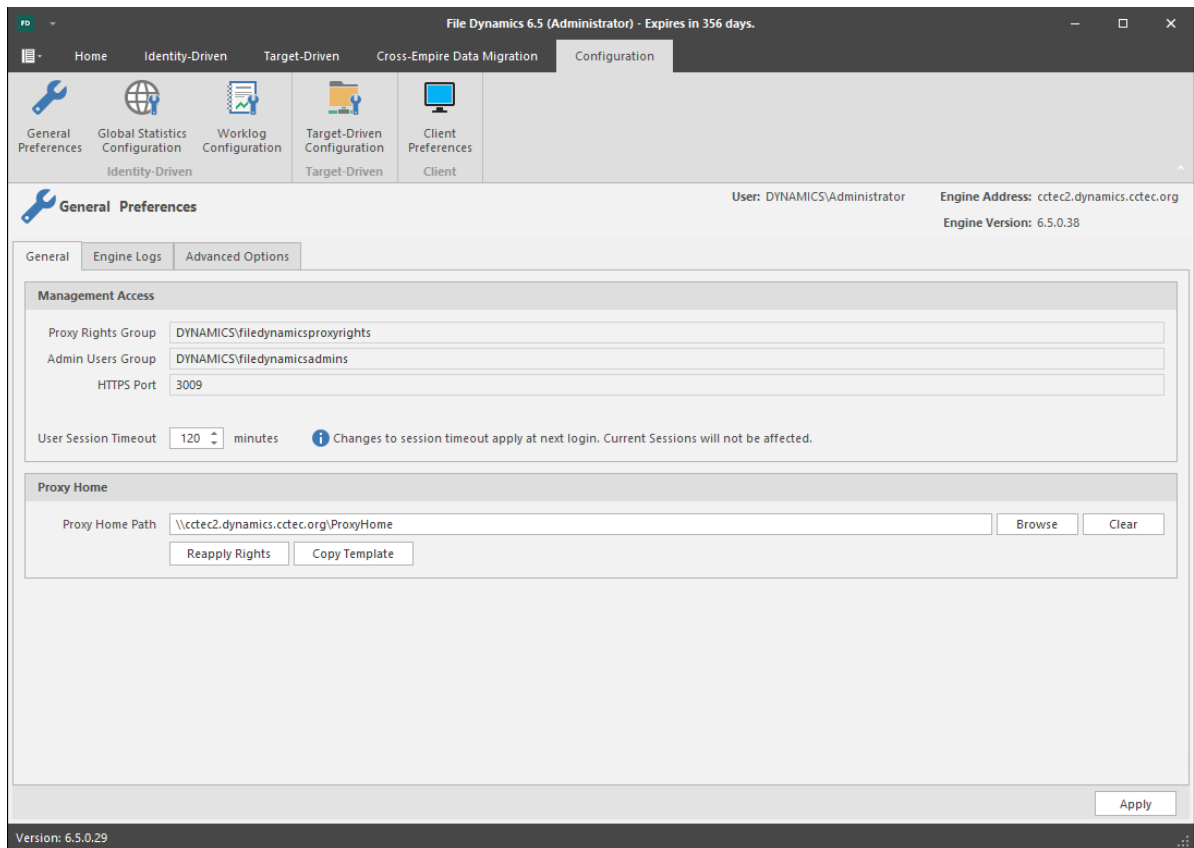 FD
File Dynamics 6.5 (Administrator) - Expires in 356 days.
Home Identity-Driven Target-Driven Cross-Empire Data Migration Configuration
General Preferences
Global Statistics Configuration
Worklog Configuration
Target-Driven Configuration
Client Preferences
Identity-Driven Target-Driven Client
General Preferences
User: DYNAMICS\Administrator
Engine Address: cctec2.dynamics.cctec.org
Engine Version: 6.5.0.38
General Engine Logs Advanced Options
Management Access
Proxy Rights Group DYNAMICS\filedynamicsproxyrights
Admin Users Group DYNAMICS\filedynamicsadmins
HTTPS Port 3009
User Session Timeout 120 minutes Changes to session timeout apply at next login. Current Sessions will not be affected.
Proxy Home
Proxy Home Path \\cctec2.dynamics.cctec.org\ProxyHome Browse Clear
Reapply Rights Copy Template
Apply
Version: 6.5.0.29